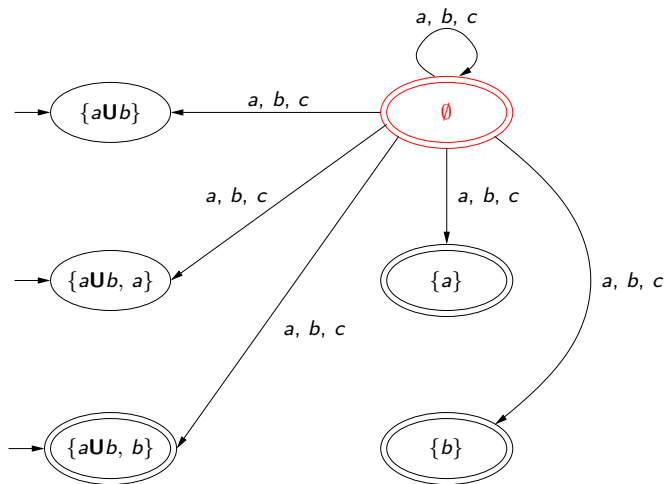 a, b, c
{aUb}
a, b, c
∅
a, b, c
a, b, c
{aUb, a}
{a}
a, b, c
a, b, c
{aUb, b}
{b}